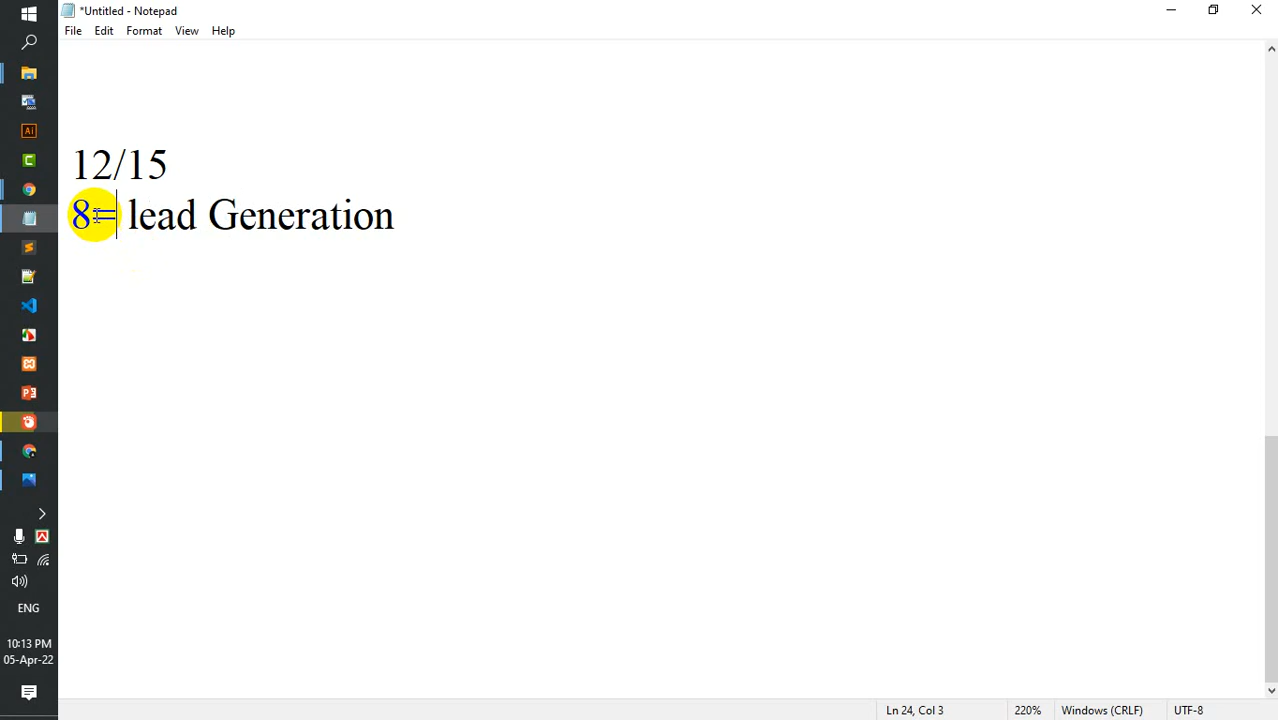 *Untitled - Notepad
File Edit Format View Help
12/15
8= lead Generation
ENG
10:13 PM
05-Apr-22
Ln 24, Col 3 220% Windows (CRLF) UTF-8